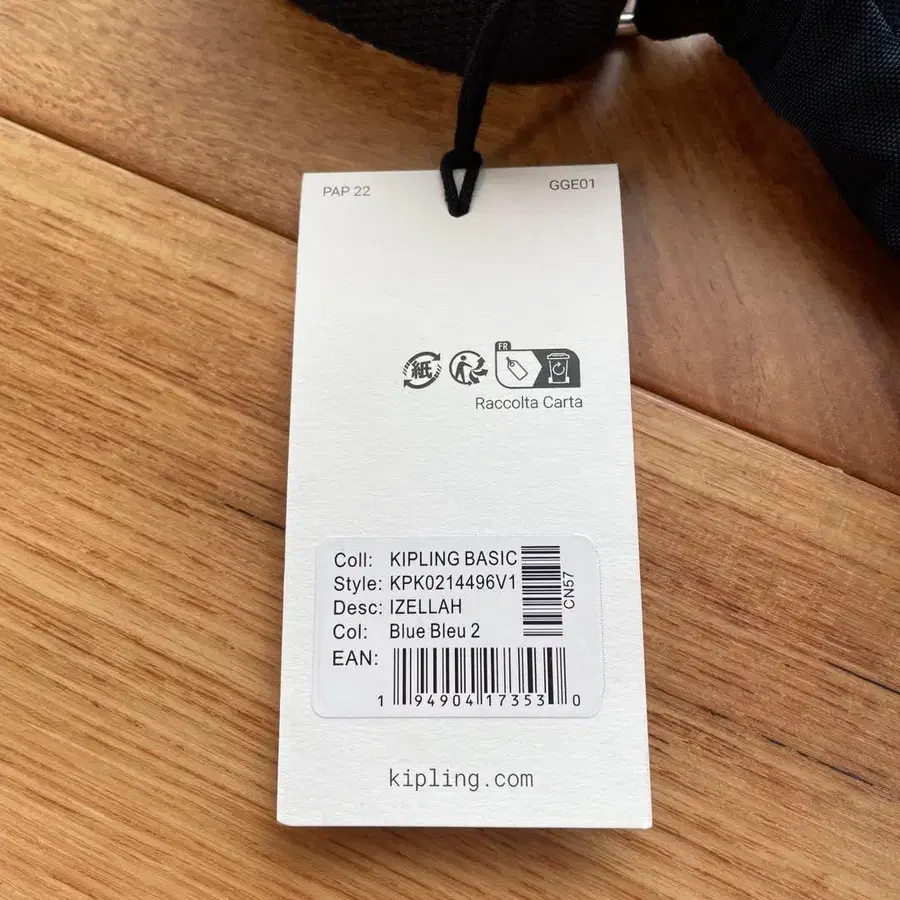 PAP 22
GGE01
紙
FR
Raccolta Carta
Coll: KIPLING BASIC
Style: KPK0214496V1
Desc: IZELLAH
Col: Blue Bleu 2
EAN:
CN57
1 94904 17353 0
kipling.com